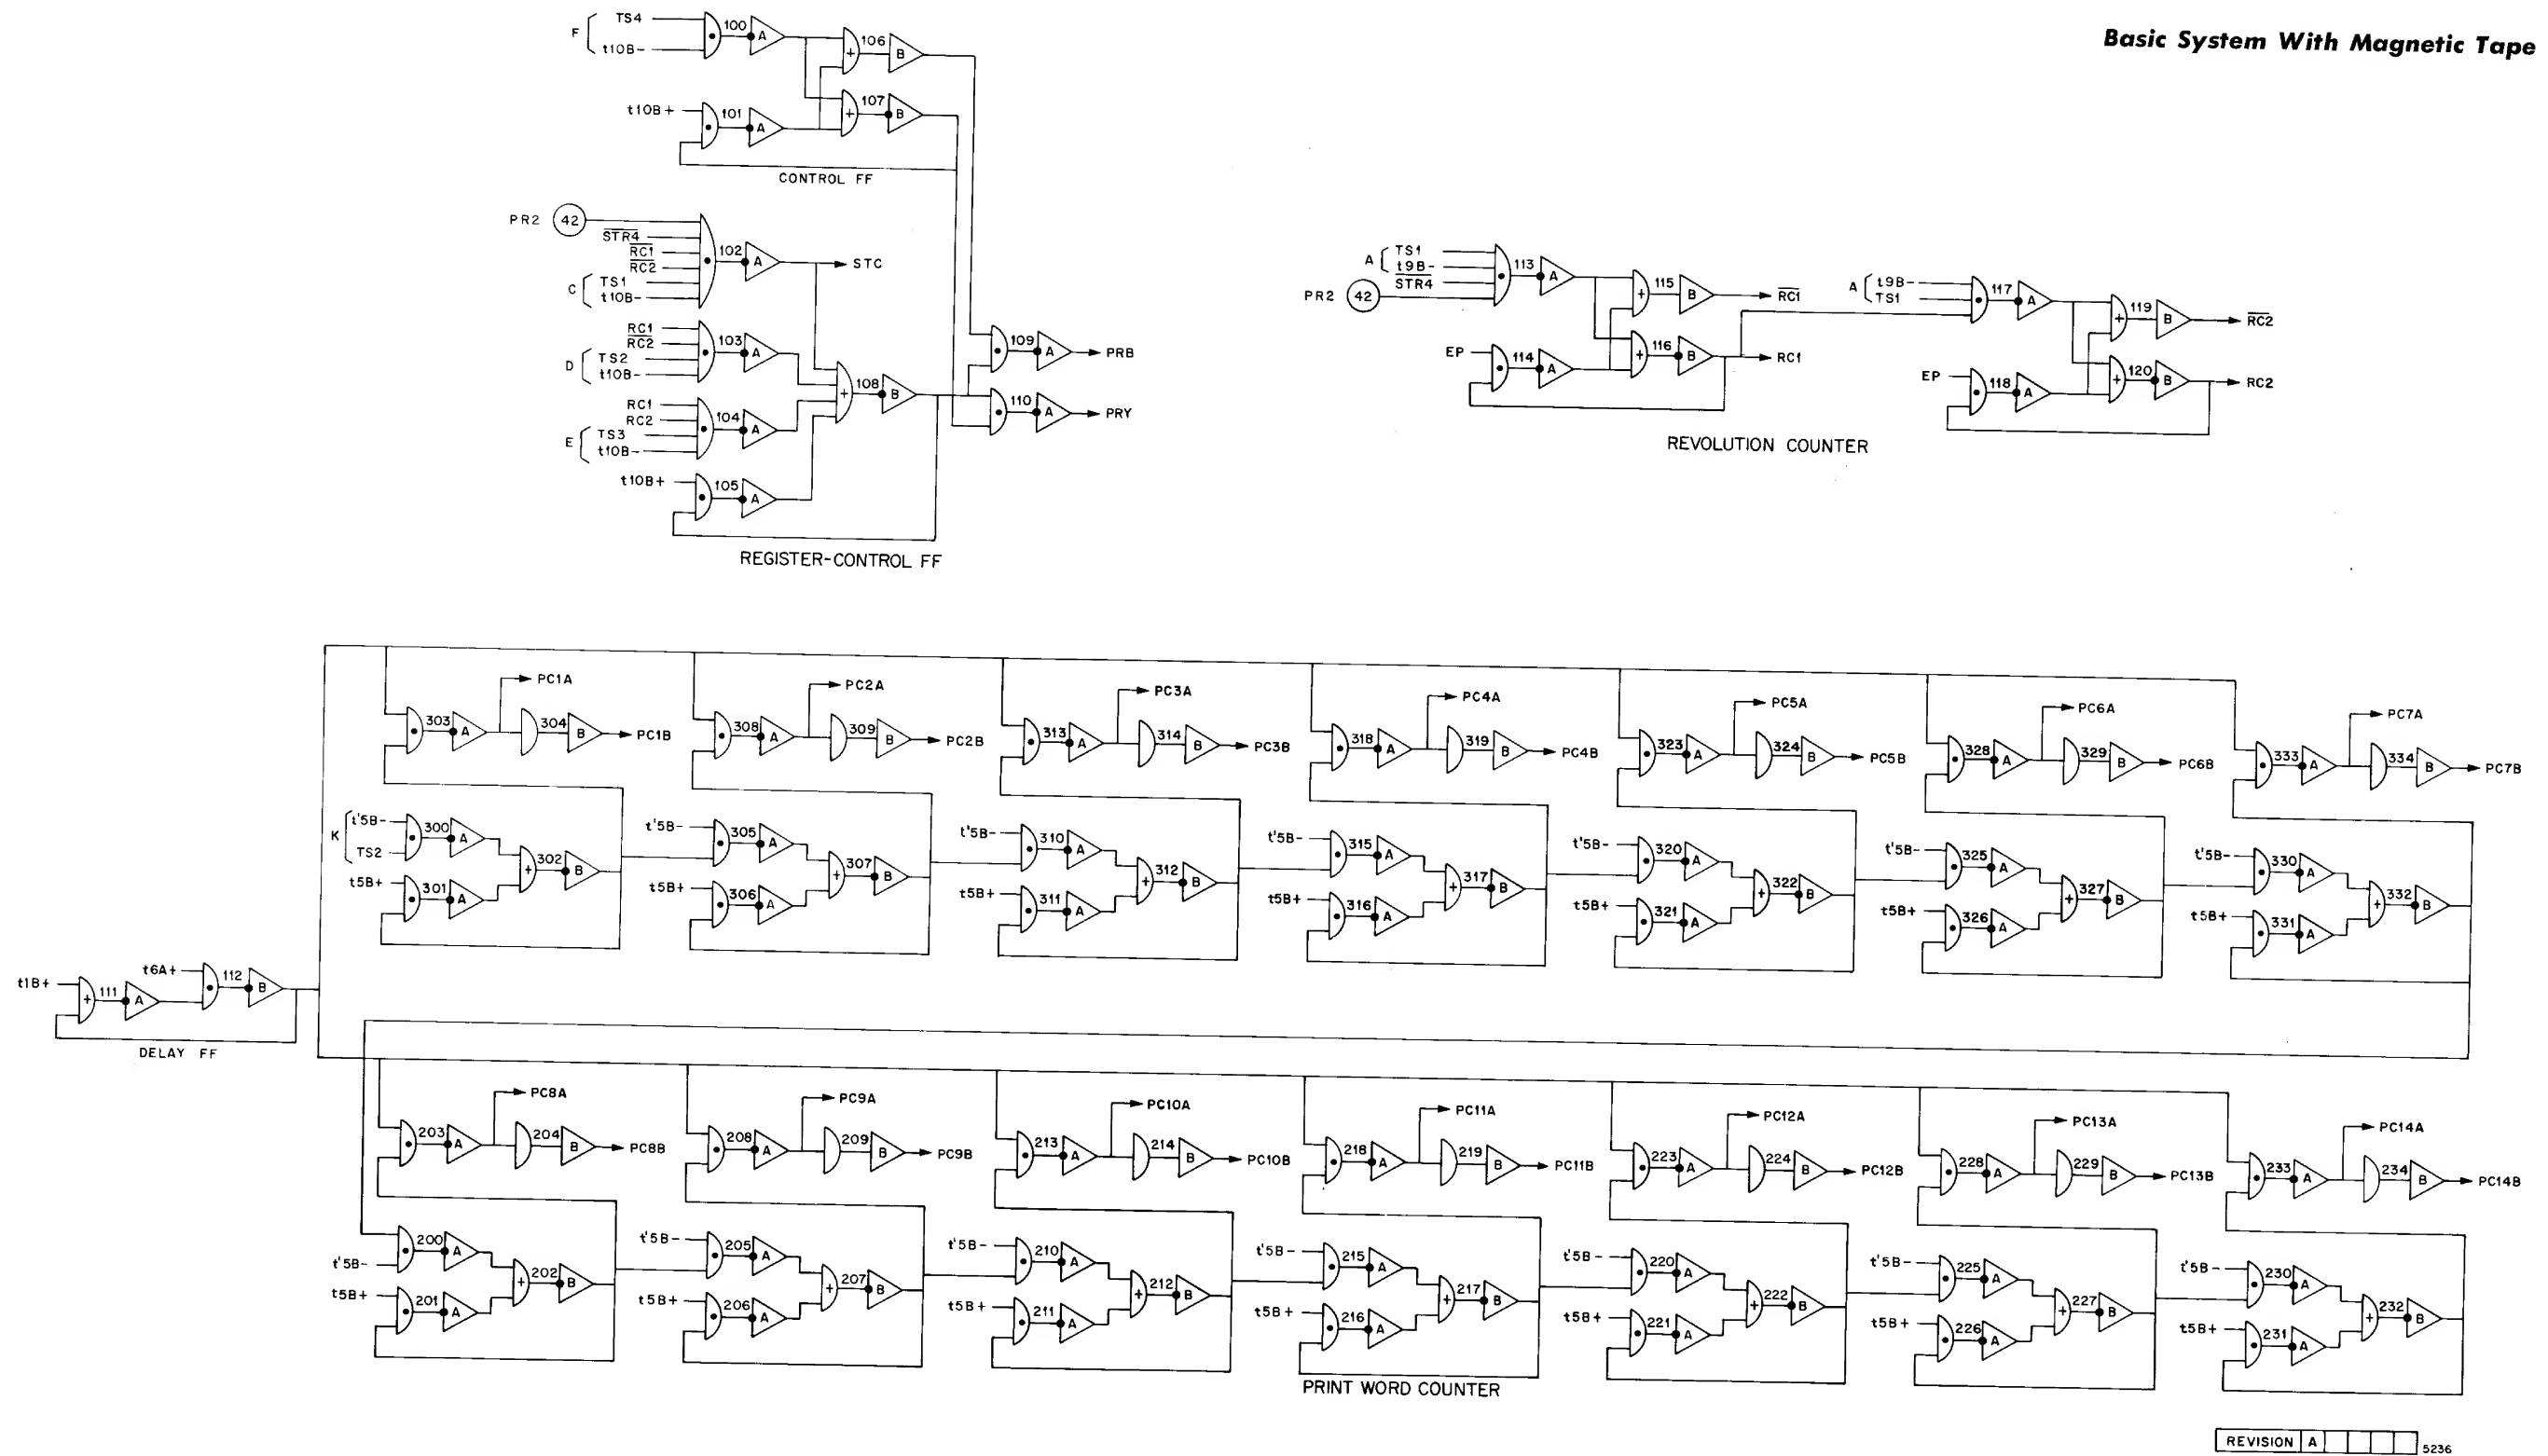 Basic System With Magnetic Tape
F
TS4
t10B-
100
A
106
B
t10B+
101
A
107
B
CONTROL FF
PR2
42
STR4
RC1
RC2
C
TS1
t10B-
102
A
STC
RC1
RC2
D
TS2
t10B-
103
A
108
B
RC1
RC2
E
TS3
t10B-
104
A
t10B+
105
A
109
A
PRB
110
A
PRY
REGISTER-CONTROL FF
A
TS1
t9B-
STR4
PR2
42
113
A
115
B
RC1
EP
114
A
116
B
RC1
A
t9B-
TS1
117
A
119
B
RC2
EP
118
A
120
B
RC2
REVOLUTION COUNTER
PC1A
303
A
304
B
PC1B
PC2A
308
A
309
B
PC2B
PC3A
313
A
314
B
PC3B
PC4A
318
A
319
B
PC4B
PC5A
323
A
324
B
PC5B
PC6A
328
A
329
B
PC6B
PC7A
333
A
334
B
PC7B
K
t'5B-
TS2
300
A
302
B
t5B+
301
A
t'5B-
305
A
307
B
t5B+
306
A
t'5B-
310
A
312
B
t5B+
311
A
t'5B-
315
A
317
B
t5B+
316
A
t'5B-
320
A
322
B
t5B+
321
A
t'5B-
325
A
327
B
t5B+
326
A
t'5B-
330
A
332
B
t5B+
331
A
t1B+
111
A
t6A+
112
B
DELAY FF
PC8A
203
A
204
B
PC8B
PC9A
208
A
209
B
PC9B
PC10A
213
A
214
B
PC10B
PC11A
218
A
219
B
PC11B
PC12A
223
A
224
B
PC12B
PC13A
228
A
229
B
PC13B
PC14A
233
A
234
B
PC14B
t'5B-
200
A
202
B
t5B+
201
A
t'5B-
205
A
207
B
t5B+
206
A
t'5B-
210
A
212
B
t5B+
211
A
t'5B-
215
A
217
B
t5B+
216
A
t'5B-
220
A
222
B
t5B+
221
A
t'5B-
225
A
227
B
t5B+
226
A
t'5B-
230
A
232
B
t5B+
231
A
PRINT WORD COUNTER
REVISION A
5236